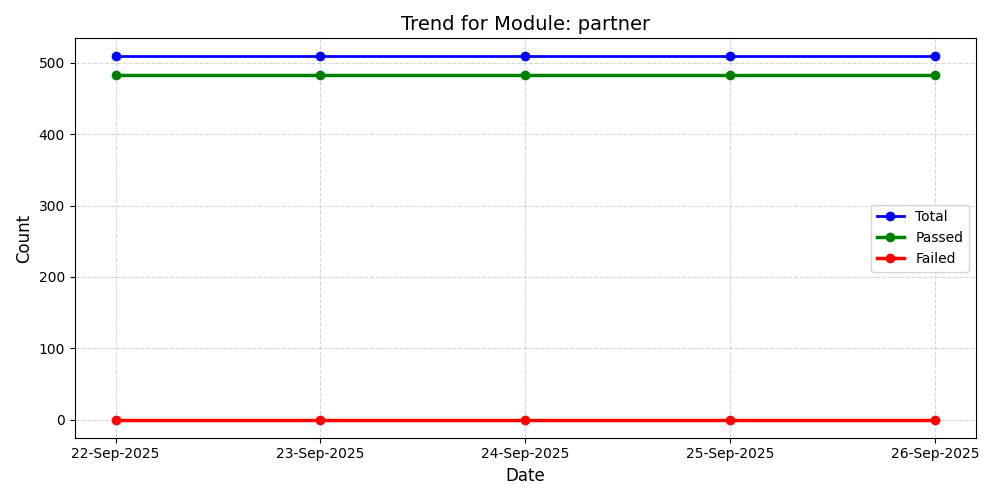 Trend for Module: partner
500
400
300
200
100
0
Count
Total
Passed
Failed
22-Sep-2025
23-Sep-2025
24-Sep-2025
25-Sep-2025
26-Sep-2025
Date